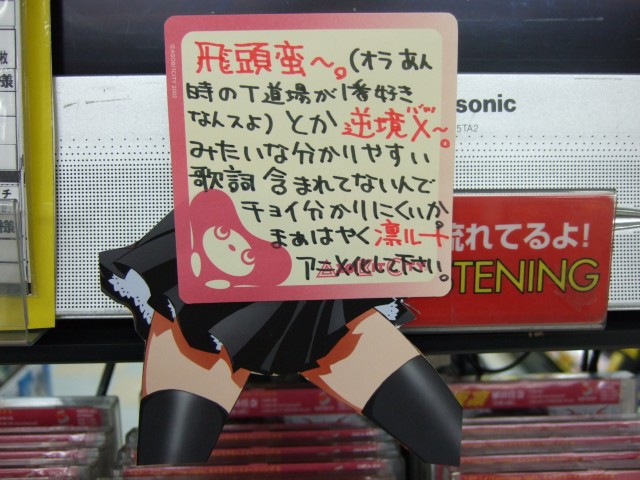 飛頭蛮〜。(オラあん
時のT道場が1番好き
なんスよ)とか逆境ｼﾞｬ〜。
みたいな分かりやすい
歌詞含まれてないんで
チョイ分かりにくいか。
まぁはやく凛ルート
アニメ化して下さい。
sonic
5TA2
流れてるよ!
TENING